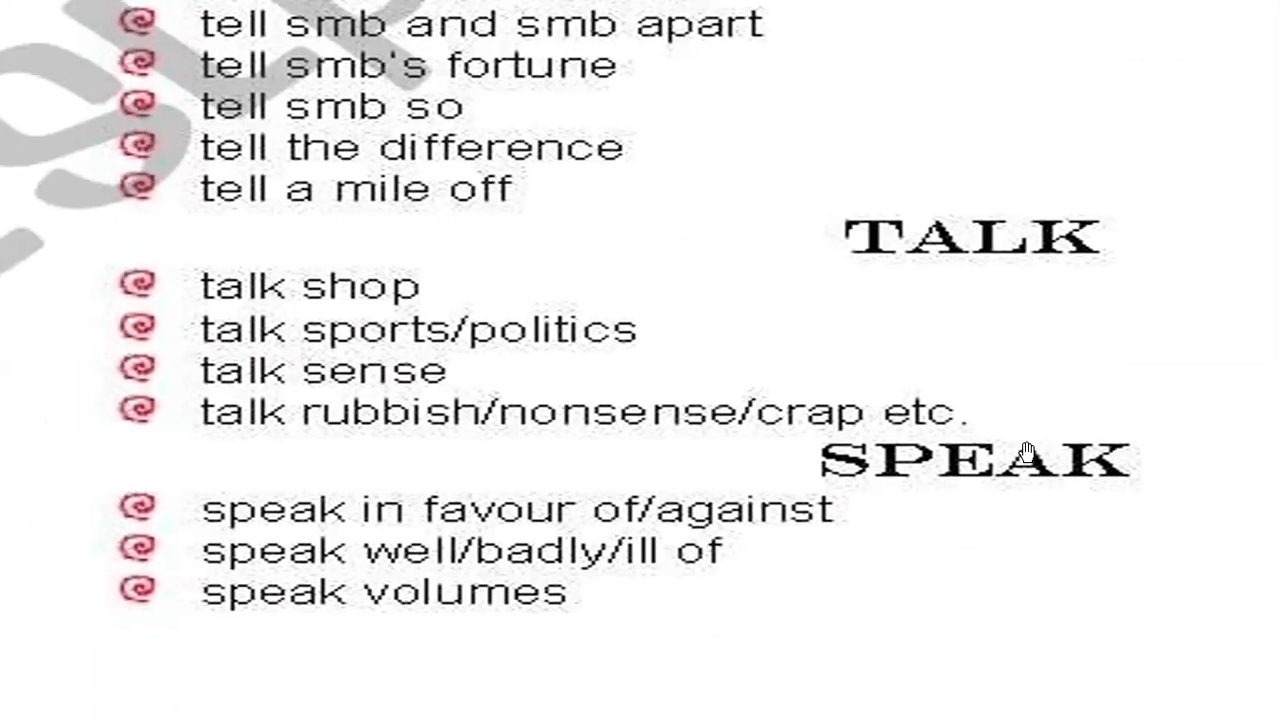 tell smb and smb apart
tell smb's fortune
tell smb so
tell the difference
tell a mile off
TALK
talk shop
talk sports/politics
talk sense
talk rubbish/nonsense/crap etc.
SPEAK
speak in favour of/against
speak well/badly/ill of
speak volumes